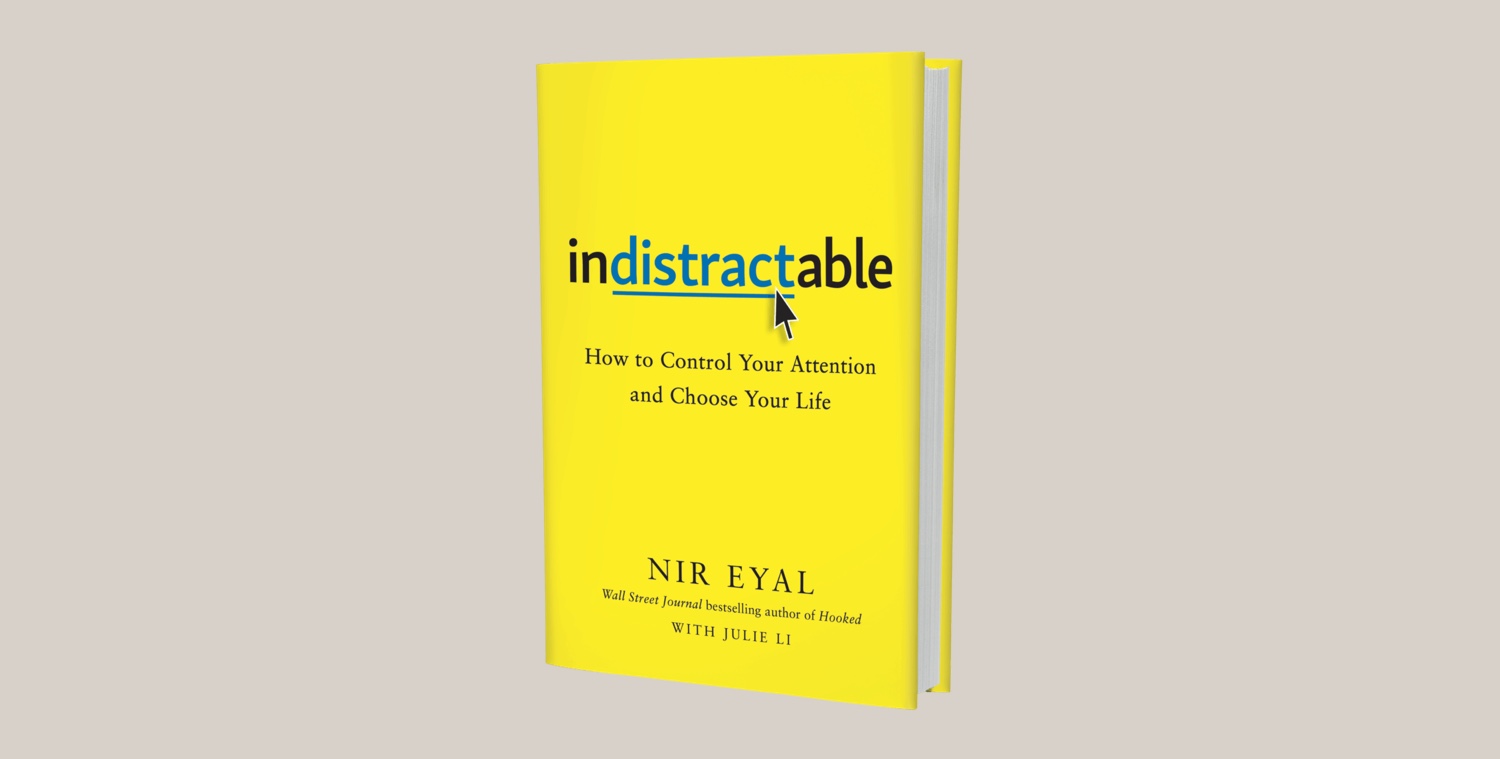 indistractable
How to Control Your Attention
and Choose Your Life
NIR EYAL
Wall Street Journal bestselling author of Hooked
WITH JULIE LI